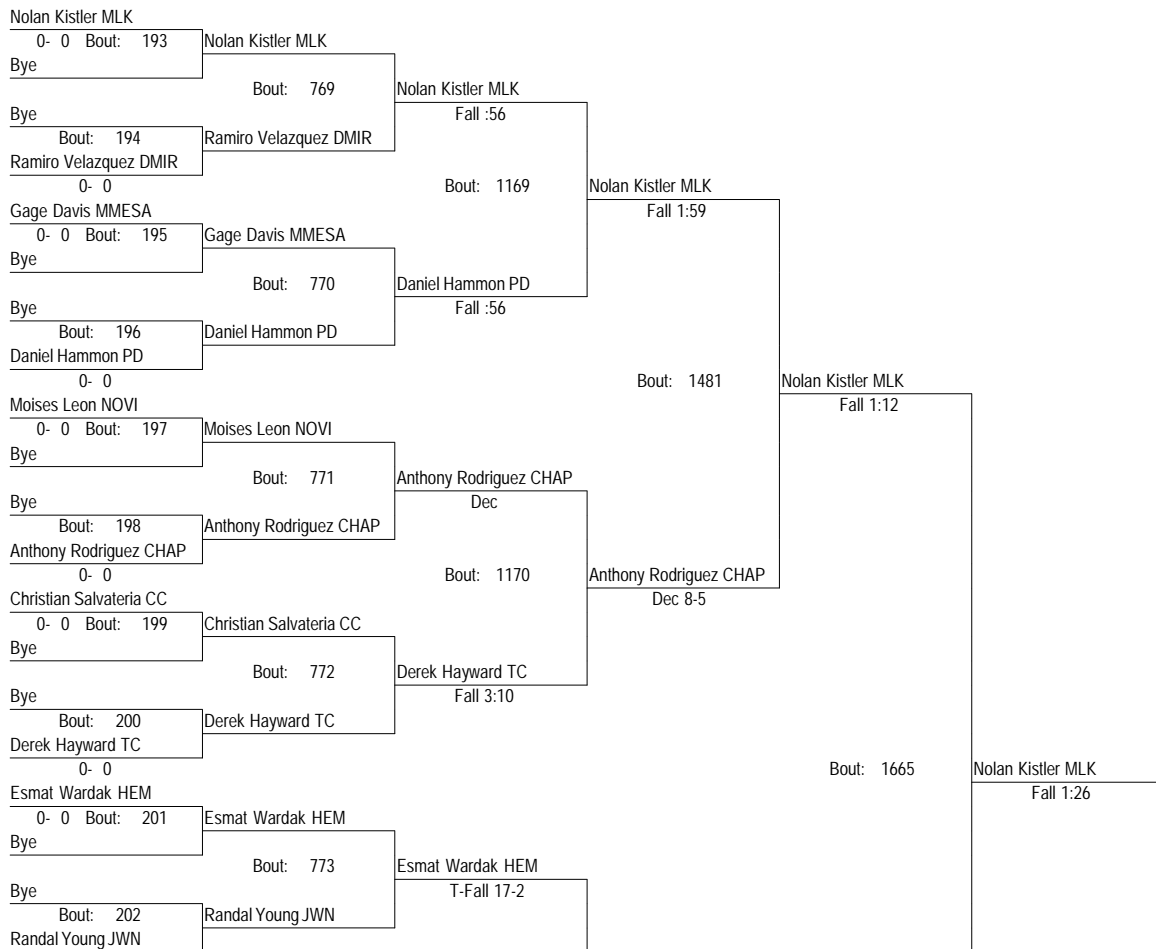 Nolan Kistler MLK
0- 0 Bout: 193 Nolan Kistler MLK
Bye
Bout: 769 Nolan Kistler MLK
Bye Fall :56
Bout: 194 Ramiro Velazquez DMIR
Ramiro Velazquez DMIR
0- 0 Bout: 1169 Nolan Kistler MLK
Gage Davis MMESA Fall 1:59
0- 0 Bout: 195 Gage Davis MMESA
Bye
Bout: 770 Daniel Hammon PD
Bye Fall :56
Bout: 196 Daniel Hammon PD
Daniel Hammon PD
0- 0 Bout: 1481 Nolan Kistler MLK
Moises Leon NOVI Fall 1:12
0- 0 Bout: 197 Moises Leon NOVI
Bye
Bout: 771 Anthony Rodriguez CHAP
Bye Dec
Bout: 198 Anthony Rodriguez CHAP
Anthony Rodriguez CHAP
0- 0 Bout: 1170 Anthony Rodriguez CHAP
Christian Salvateria CC Dec 8-5
0- 0 Bout: 199 Christian Salvateria CC
Bye
Bout: 772 Derek Hayward TC
Bye Fall 3:10
Bout: 200 Derek Hayward TC
Derek Hayward TC
0- 0 Bout: 1665 Nolan Kistler MLK
Esmat Wardak HEM Fall 1:26
0- 0 Bout: 201 Esmat Wardak HEM
Bye
Bout: 773 Esmat Wardak HEM
Bye T-Fall 17-2
Bout: 202 Randal Young JWN
Randal Young JWN